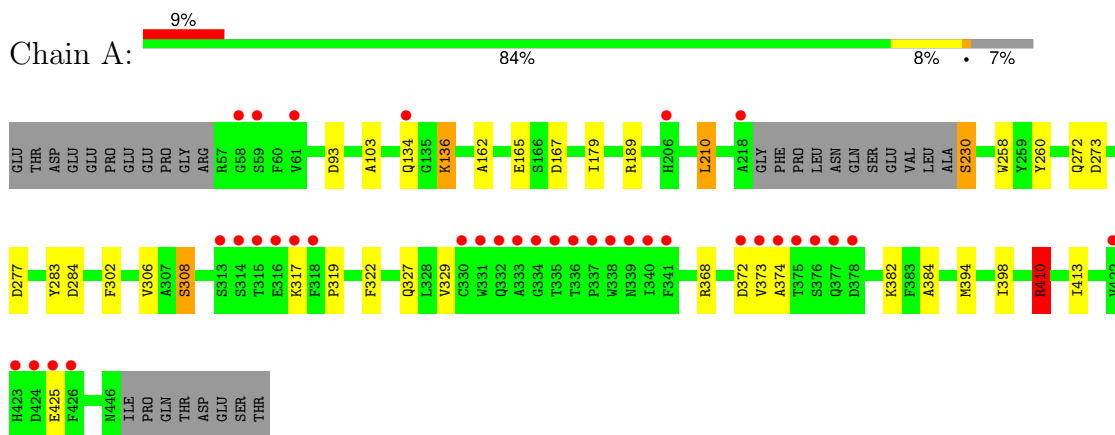 9%
Chain A:
84% 8% • 7%
GLU THR ASP GLU GLU PRO GLU GLU PRO GLY ARG R57 G58 S59 F60 V61 D93 A103 Q134 G135 K136 A162 E165 S166 D167 I179 R189 H206 L210 A218 GLY PHE PRO LEU ASN GLN SER GLU VAL LEU ALA S230 W258 Y259 Y260 Q272 D273
D277 Y283 D284 F302 V306 A307 S308 S313 S314 T315 E316 K317 F318 P319 F322 Q327 L328 V329 C330 W331 Q332 A333 G334 T335 T336 P337 W338 N339 I340 F341 R368 D372 V373 A374 T375 S376 Q377 D378 K382 F383 A384 M394 I398 R410 I413
H423 D424 E425 F426 N446 ILE PRO GLN THR ASP GLU SER THR